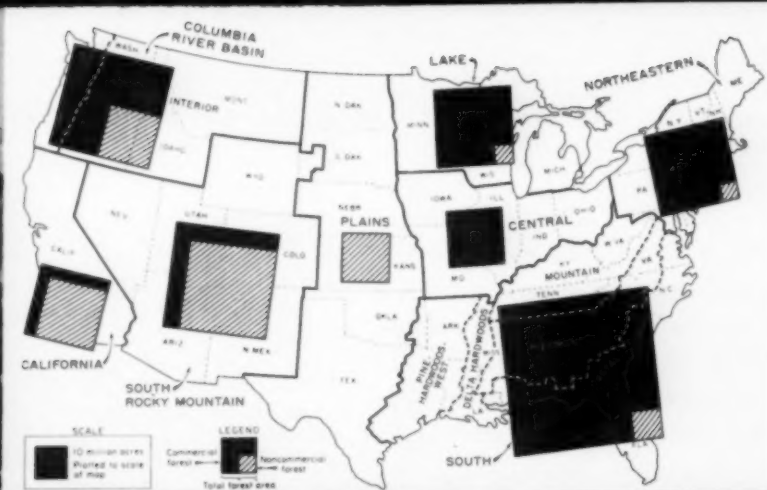 COLUMBIA
RIVER BASIN
WASH
INTERIOR
MONT
IDAHO
N. DAK
S. DAK
WYO
NEBR
PLAINS
KANS
OKLA
TEX
NEV
UTAH
COLO
ARIZ
N MEX
CALIF
CALIFORNIA
SOUTH
ROCKY MOUNTAIN
LAKE
MINN
WIS
MICH
IOWA
ILL
IND
OHIO
MO
CENTRAL
NORTHEASTERN
ME
VT
NH
N.Y.
PA
W VA
VA
KY
MOUNTAIN
TENN
N.C.
ARK
MISS
PINE
HARDWOODS
WEST
DELTA HARDWOODS
FLA
SOUTH
SCALE
10 million acres
Plotted to scale
of map
LEGEND
Commercial
forest
Noncommercial
forest
Total forest area